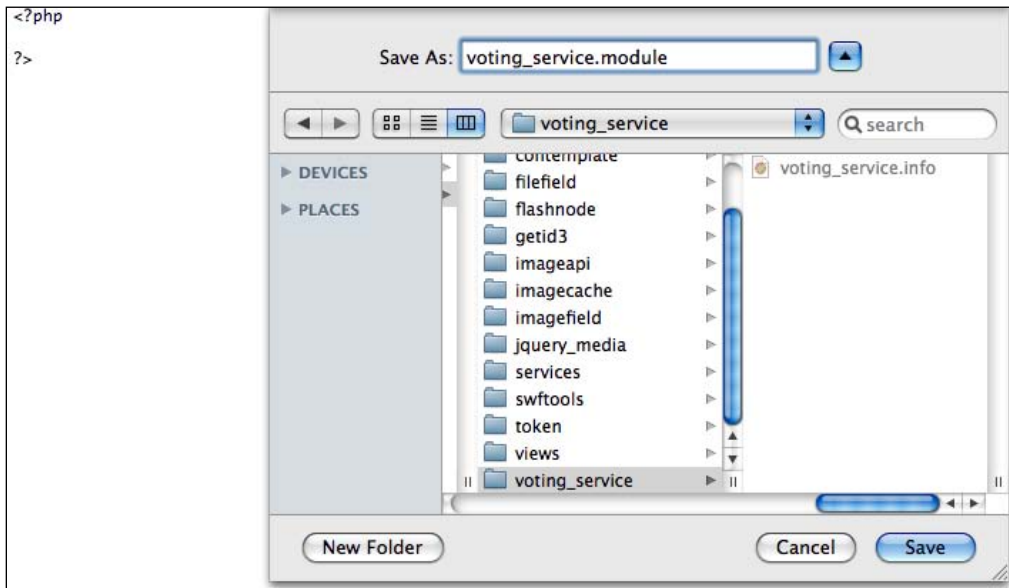 <?php
?>
Save As: voting_service.module
voting_service
search
DEVICES
PLACES
contemplate
filefield
flashnode
getid3
imageapi
imagecache
imagefield
jquery_media
services
swftools
token
views
voting_service
voting_service.info
New Folder
Cancel
Save